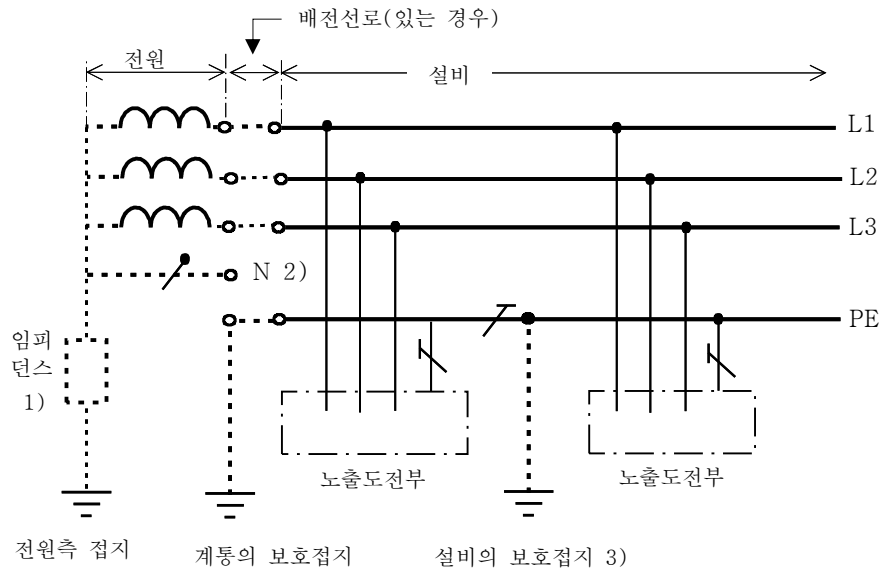 배전선로(있는 경우)
전원
설비
L1
L2
L3
N 2)
PE
임피
던스
1)
노출도전부
노출도전부
전원측 접지
계통의 보호접지
설비의 보호접지 3)